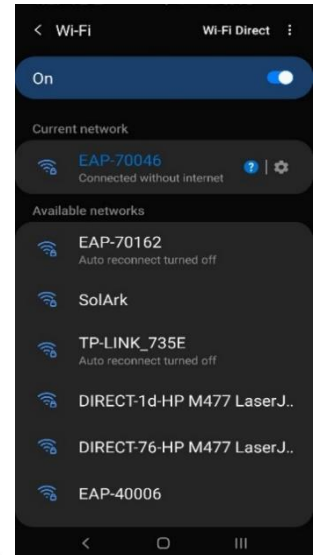 Wi-Fi Wi-Fi Direct
On
Current network
EAP-70046
Connected without internet
Available networks
EAP-70162
Auto reconnect turned off
SolArk
TP-LINK_735E
Auto reconnect turned off
DIRECT-1d-HP M477 LaserJ..
DIRECT-76-HP M477 LaserJ..
EAP-40006